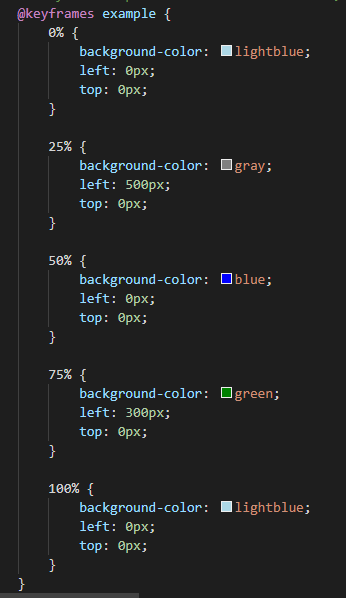 @keyframes example {
    0% {
        background-color: lightblue;
        left: 0px;
        top: 0px;
    }

    25% {
        background-color: gray;
        left: 500px;
        top: 0px;
    }

    50% {
        background-color: blue;
        left: 0px;
        top: 0px;
    }

    75% {
        background-color: green;
        left: 300px;
        top: 0px;
    }

    100% {
        background-color: lightblue;
        left: 0px;
        top: 0px;
    }
}